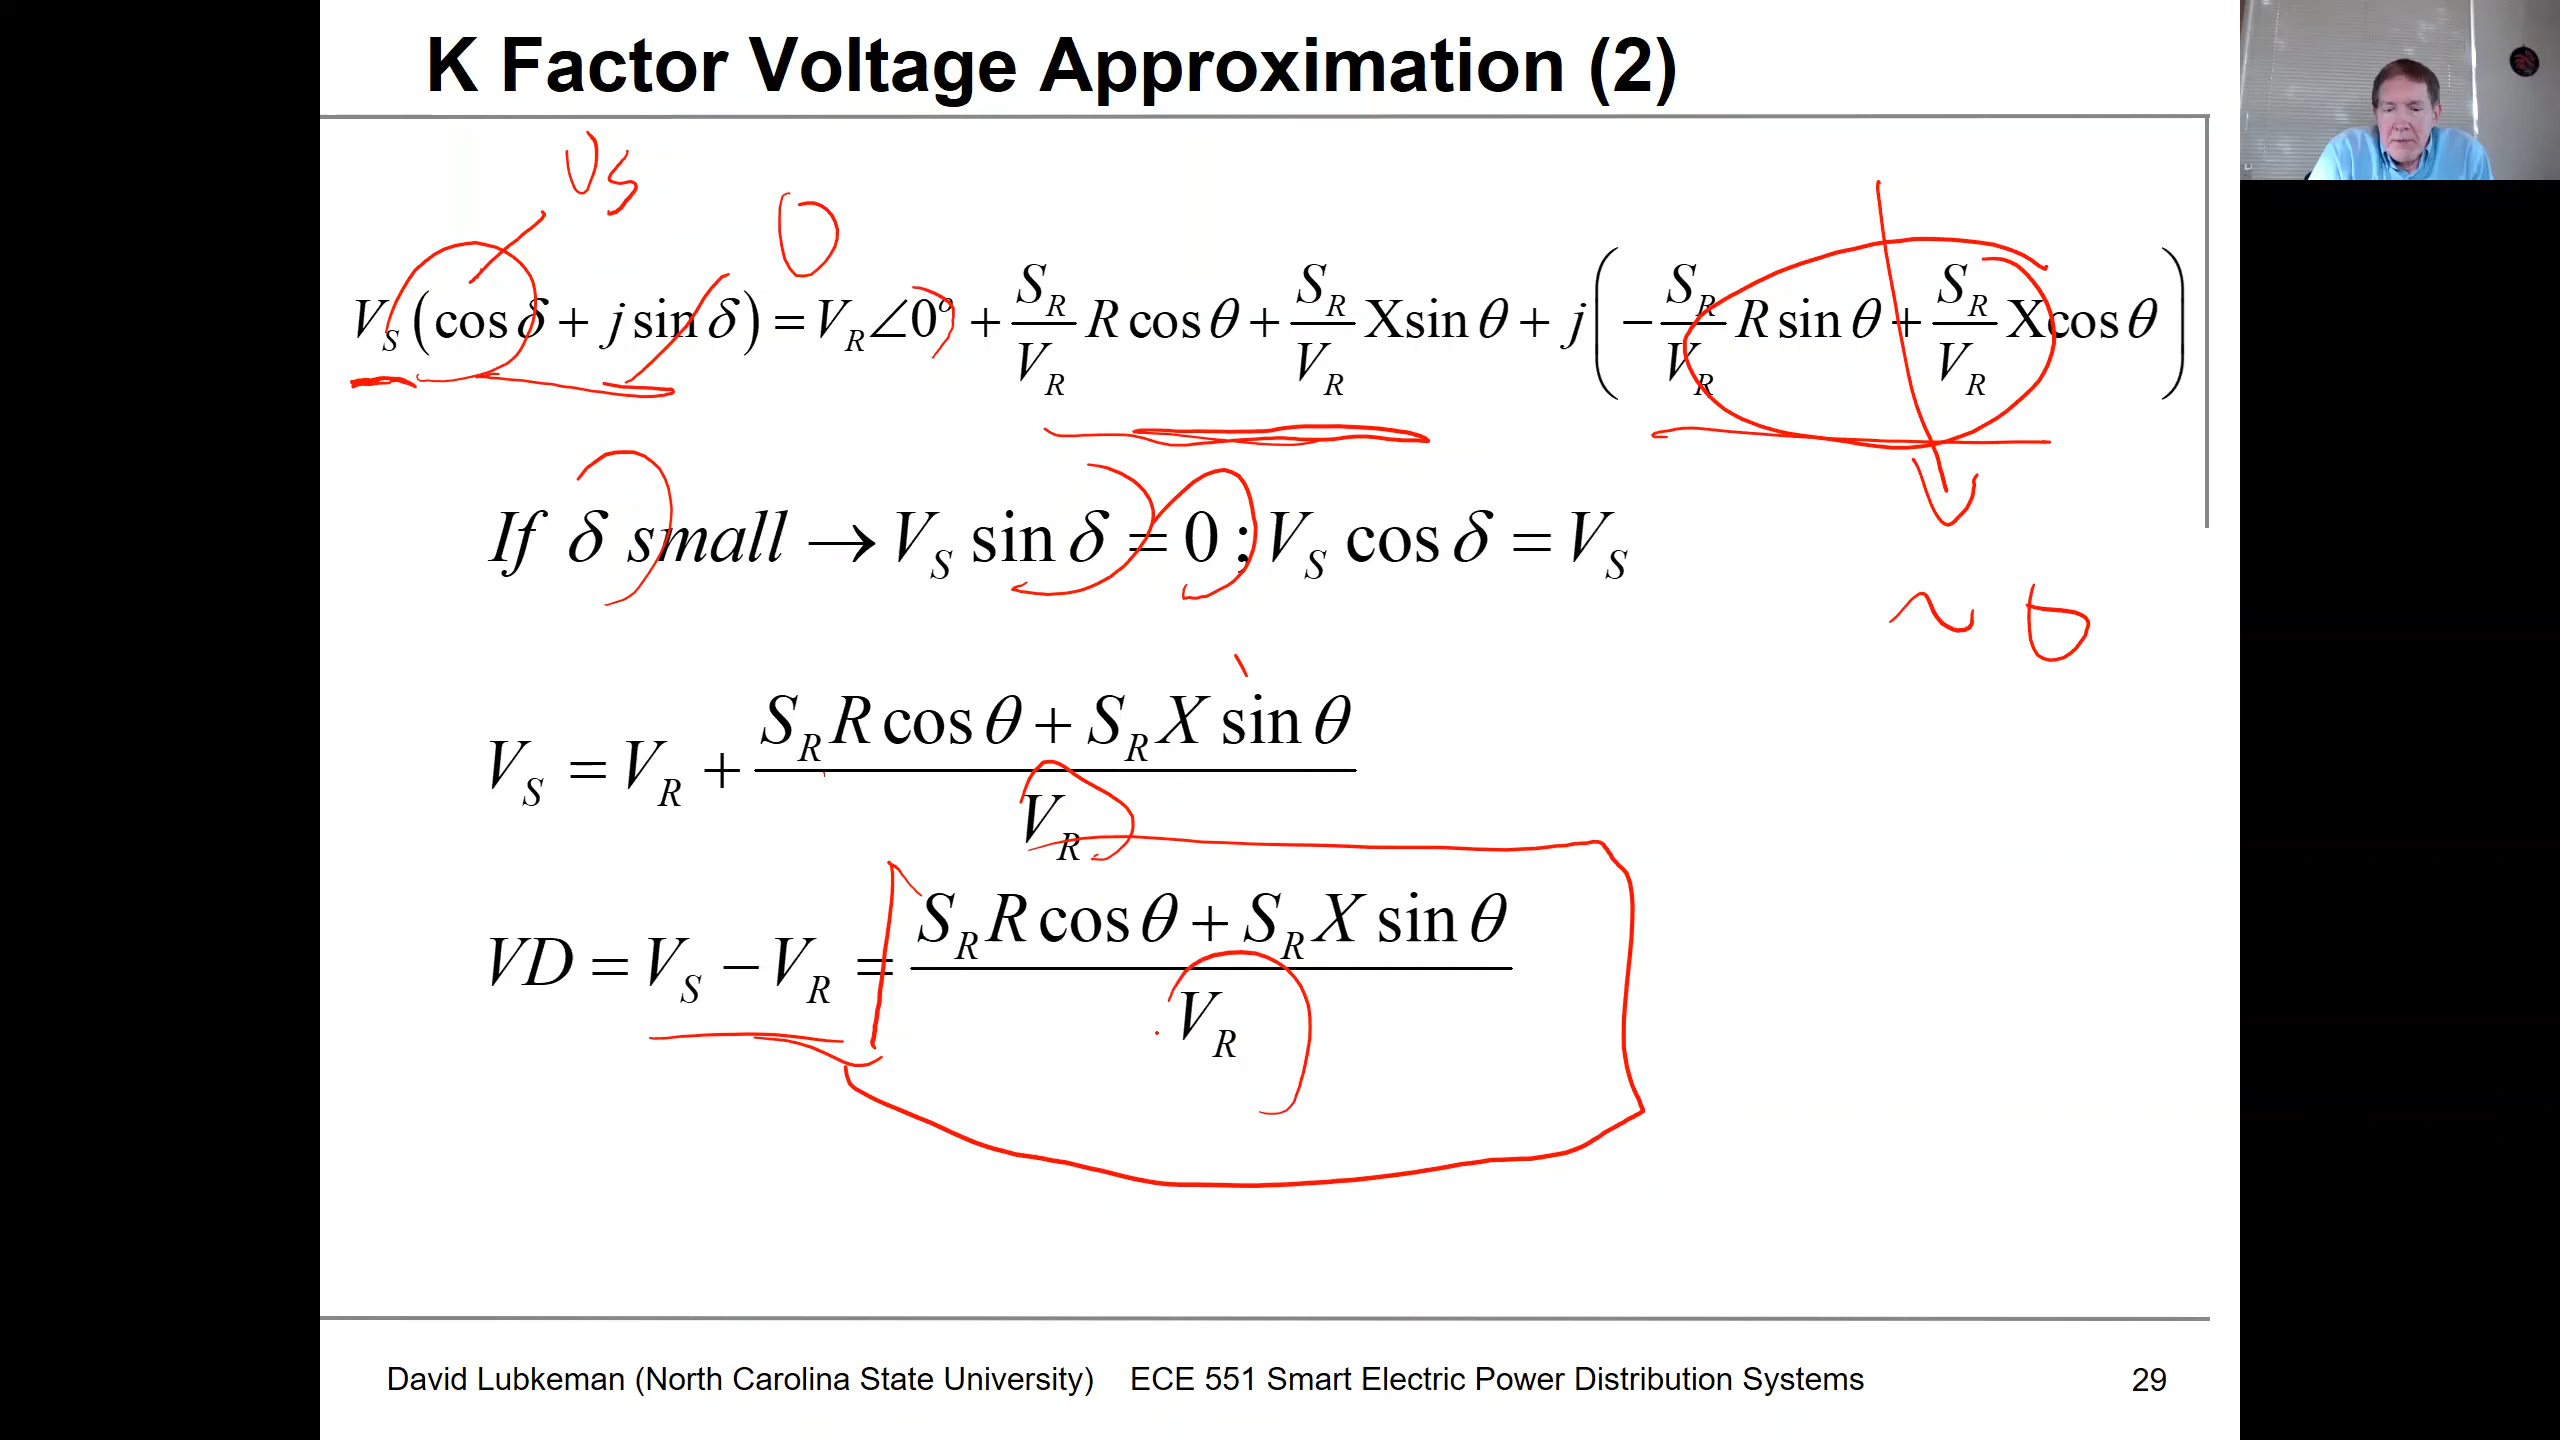 K Factor Voltage Approximation (2)
Vs
0
V_S (cos δ + j sin δ) = V_R∠0° + S_R/V_R R cos θ + S_R/V_R Xsin θ + j(−S_R/V_R R sin θ + S_R/V_R Xcos θ)
If δ small → V_S sin δ = 0 ; V_S cos δ = V_S
~ 0
V_S = V_R + (S_R R cos θ + S_R X sin θ)/V_R
VD = V_S − V_R = (S_R R cos θ + S_R X sin θ)/V_R
David Lubkeman (North Carolina State University) ECE 551 Smart Electric Power Distribution Systems 29